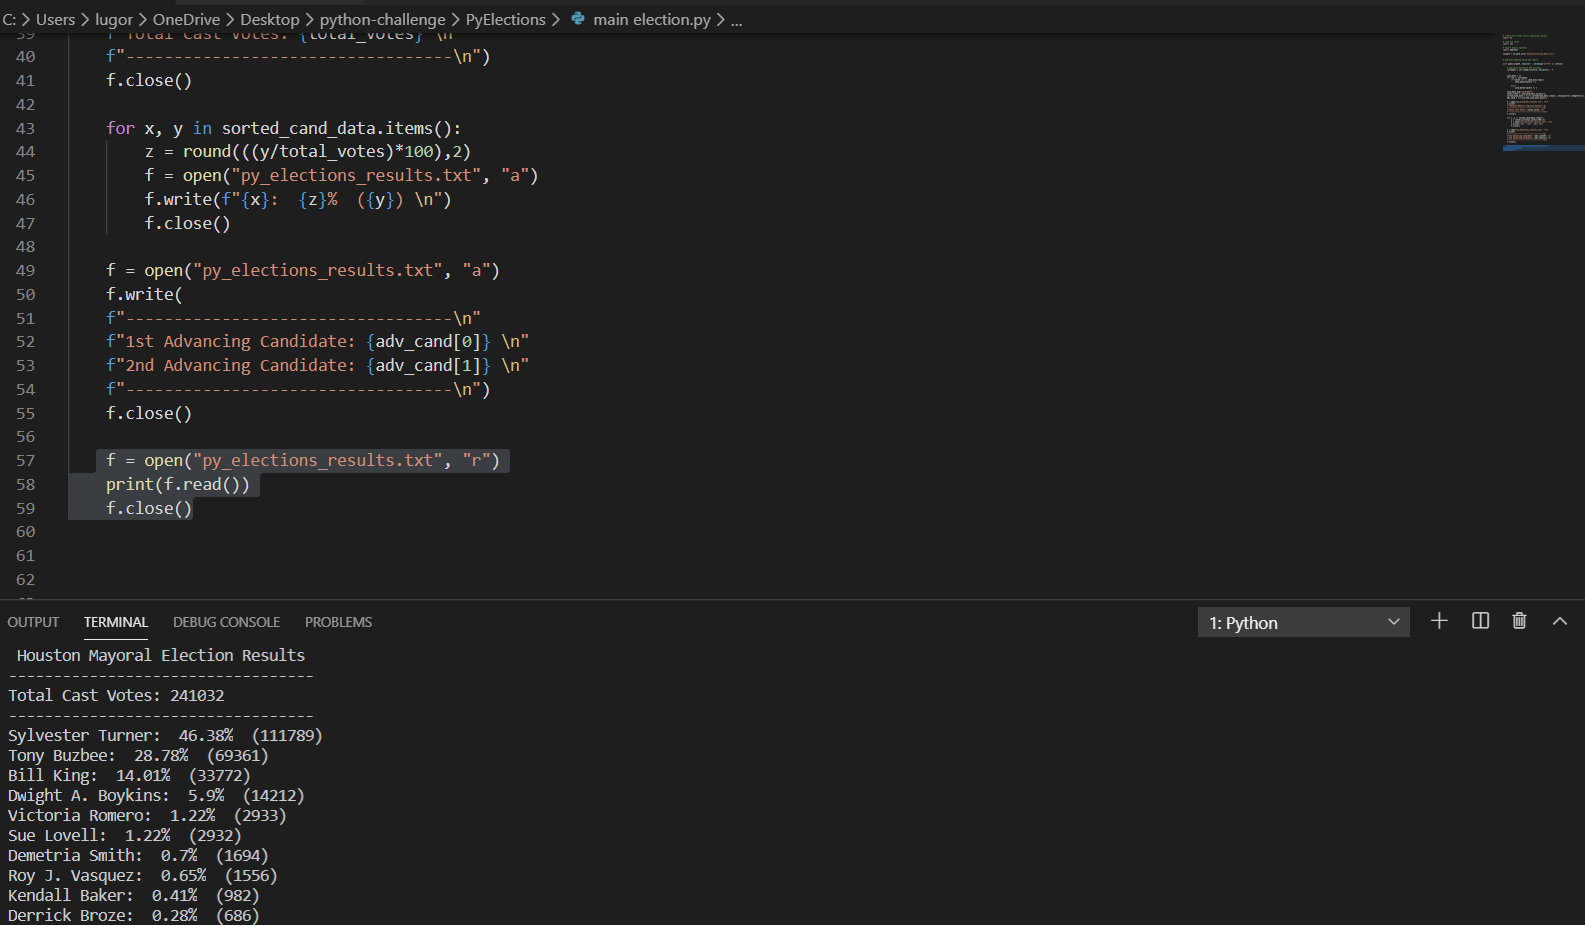 C: > Users > lugor > OneDrive > Desktop > python-challenge > PyElections > main election.py > ...
39 f"Total Cast Votes: {total_votes} \n"
40 f"----------------------------------\n")
41 f.close()
42
43 for x, y in sorted_cand_data.items():
44 z = round(((y/total_votes)*100),2)
45 f = open("py_elections_results.txt", "a")
46 f.write(f"{x}:  {z}%  ({y}) \n")
47 f.close()
48
49 f = open("py_elections_results.txt", "a")
50 f.write(
51 f"----------------------------------\n"
52 f"1st Advancing Candidate: {adv_cand[0]} \n"
53 f"2nd Advancing Candidate: {adv_cand[1]} \n"
54 f"----------------------------------\n")
55 f.close()
56
57 f = open("py_elections_results.txt", "r")
58 print(f.read())
59 f.close()
60
61
62
OUTPUT TERMINAL DEBUG CONSOLE PROBLEMS 1: Python
Houston Mayoral Election Results
----------------------------------
Total Cast Votes: 241032
----------------------------------
Sylvester Turner:  46.38%  (111789)
Tony Buzbee:  28.78%  (69361)
Bill King:  14.01%  (33772)
Dwight A. Boykins:  5.9%  (14212)
Victoria Romero:  1.22%  (2933)
Sue Lovell:  1.22%  (2932)
Demetria Smith:  0.7%  (1694)
Roy J. Vasquez:  0.65%  (1556)
Kendall Baker:  0.41%  (982)
Derrick Broze:  0.28%  (686)